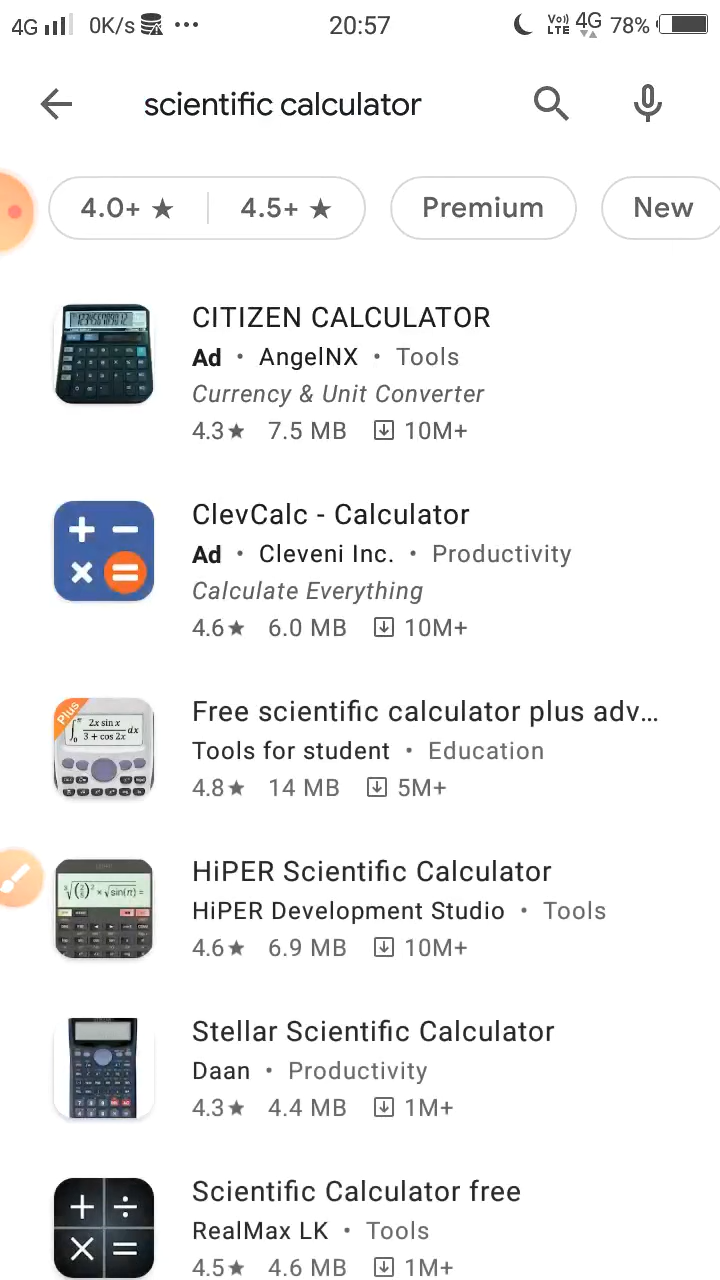 4G 0K/s ... 20:57 Vo) LTE 4G 78%
scientific calculator
4.0+ ★ 4.5+ ★ Premium New
CITIZEN CALCULATOR
Ad • AngelNX • Tools
Currency & Unit Converter
4.3★ 7.5 MB 10M+
ClevCalc - Calculator
Ad • Cleveni Inc. • Productivity
Calculate Everything
4.6★ 6.0 MB 10M+
Plus
Free scientific calculator plus adv...
Tools for student • Education
4.8★ 14 MB 5M+
HiPER Scientific Calculator
HiPER Development Studio • Tools
4.6★ 6.9 MB 10M+
Stellar Scientific Calculator
Daan • Productivity
4.3★ 4.4 MB 1M+
Scientific Calculator free
RealMax LK • Tools
4.5★ 4.6 MB 1M+